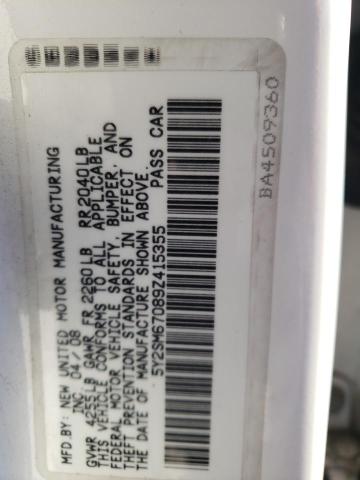 MFD.BY: NEW UNITED MOTOR MANUFACTURING
INC. 04/08
GVWR 4255LB GAWR FR 2260LB RR2040LB
THIS VEHICLE CONFORMS TO ALL APPLICABLE
FEDERAL MOTOR VEHICLE SAFETY, BUMPER, AND
THEFT PREVENTION STANDARDS IN EFFECT ON
DATE OF MANUFACTURE SHOWN ABOVE.
5Y2SM67089Z415355 PASS CAR
BA4509360